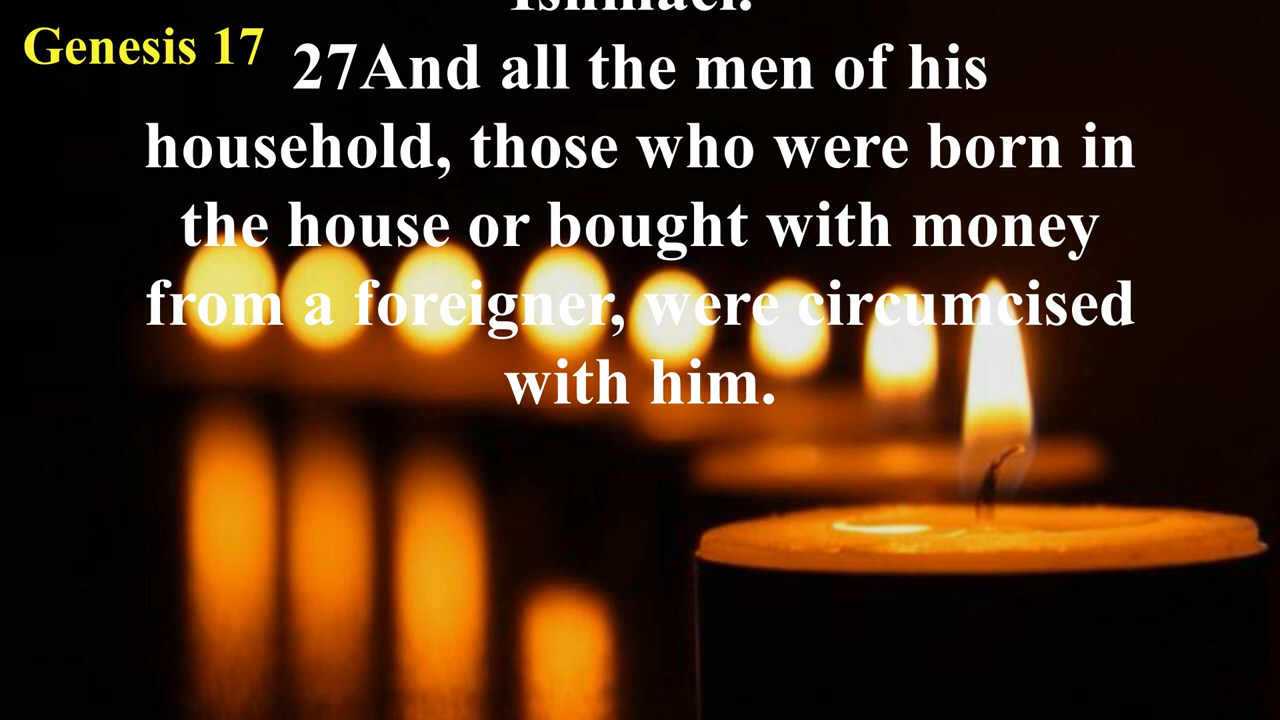 Ishmael.
Genesis 17
27And all the men of his
household, those who were born in
the house or bought with money
from a foreigner, were circumcised
with him.